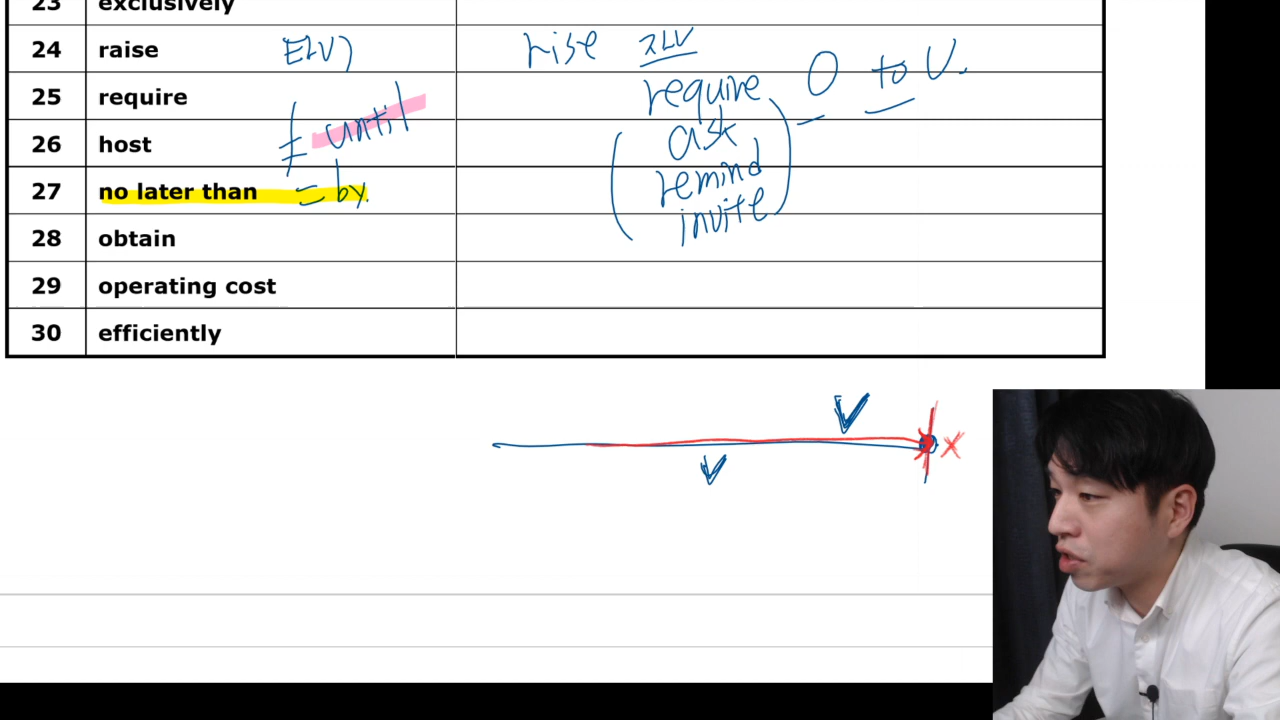 23 exclusively
24 raise 타V) rise 자V
25 require require O to V.
≠ until
26 host ask
27 no later than = by. remind
invite
28 obtain
29 operating cost
30 efficiently